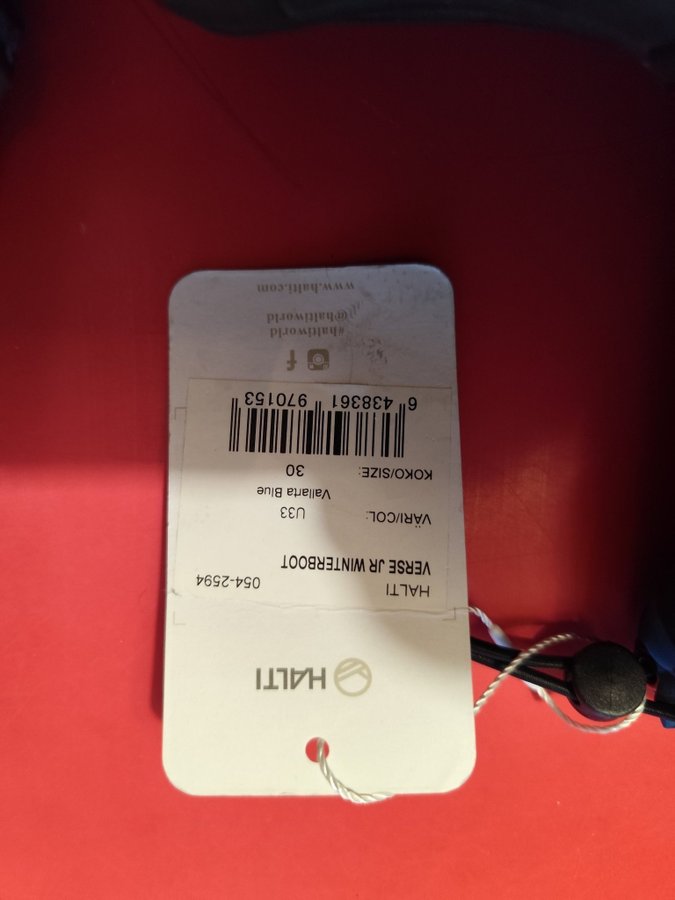 HALTI
HALTI 054-2594
VERSE JR WINTERBOOT
VÄRI/COL: U33
Vallarta Blue
KOKO/SIZE: 30
6 438361 970153
f
#haltiworld
@haltiworld
www.halti.com